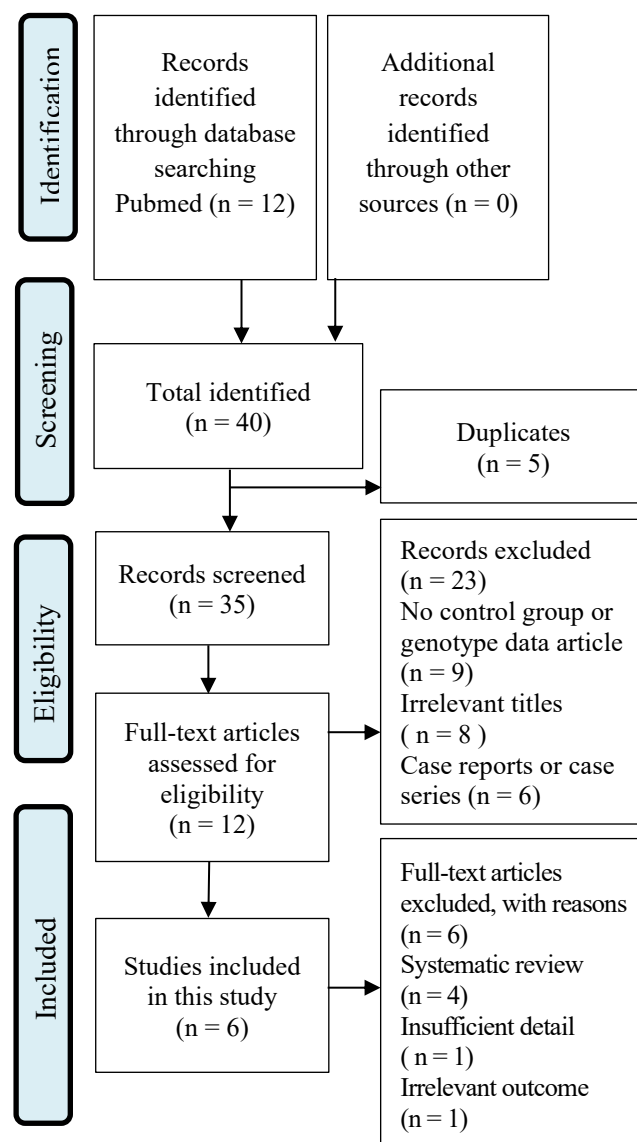 Identification
Records
identified
through database
searching
Pubmed (n = 12)
Additional
records
identified
through other
sources (n = 0)
Screening
Total identified
(n = 40)
Duplicates
(n = 5)
Eligibility
Records screened
(n = 35)
Records excluded
(n = 23)
No control group or
genotype data article
(n = 9)
Irrelevant titles
( n = 8 )
Case reports or case
series (n = 6)
Full-text articles
assessed for
eligibility
(n = 12)
Included
Studies included
in this study
(n = 6)
Full-text articles
excluded, with reasons
(n = 6)
Systematic review
(n = 4)
Insufficient detail
( n = 1)
Irrelevant outcome
(n = 1)